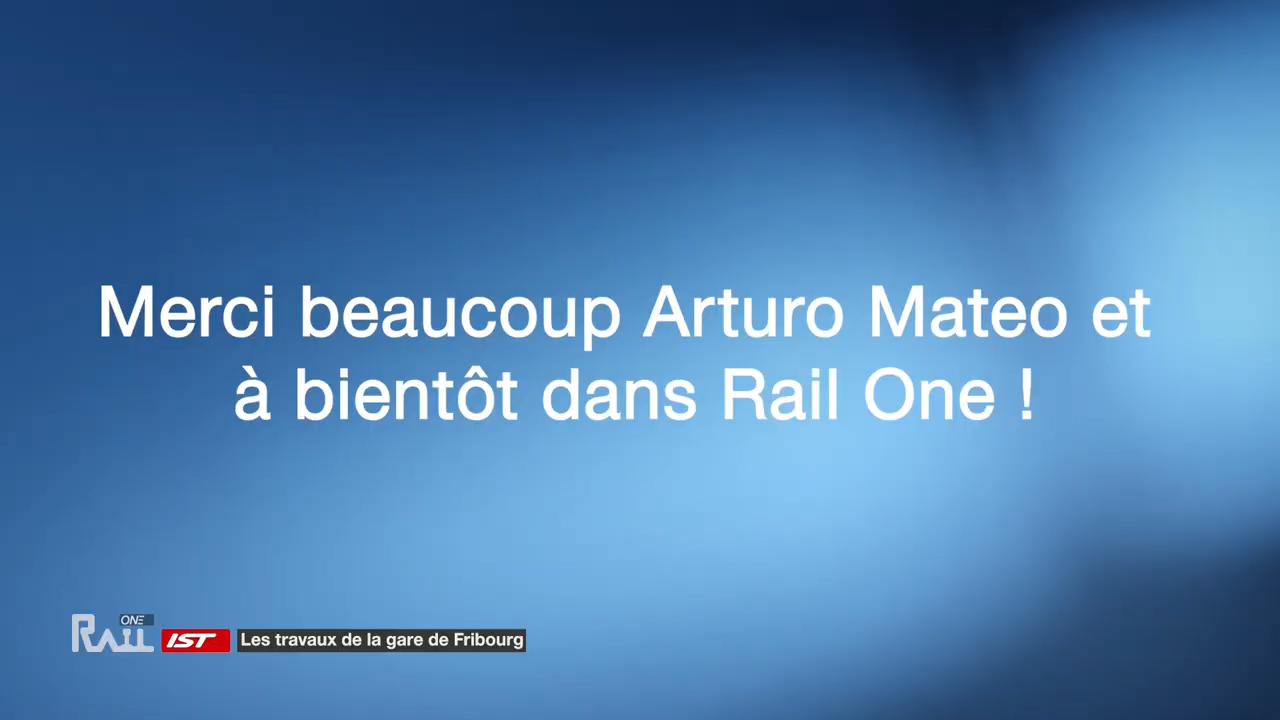 Merci beaucoup Arturo Mateo et
à bientôt dans Rail One !
RAIL ONE IST Les travaux de la gare de Fribourg